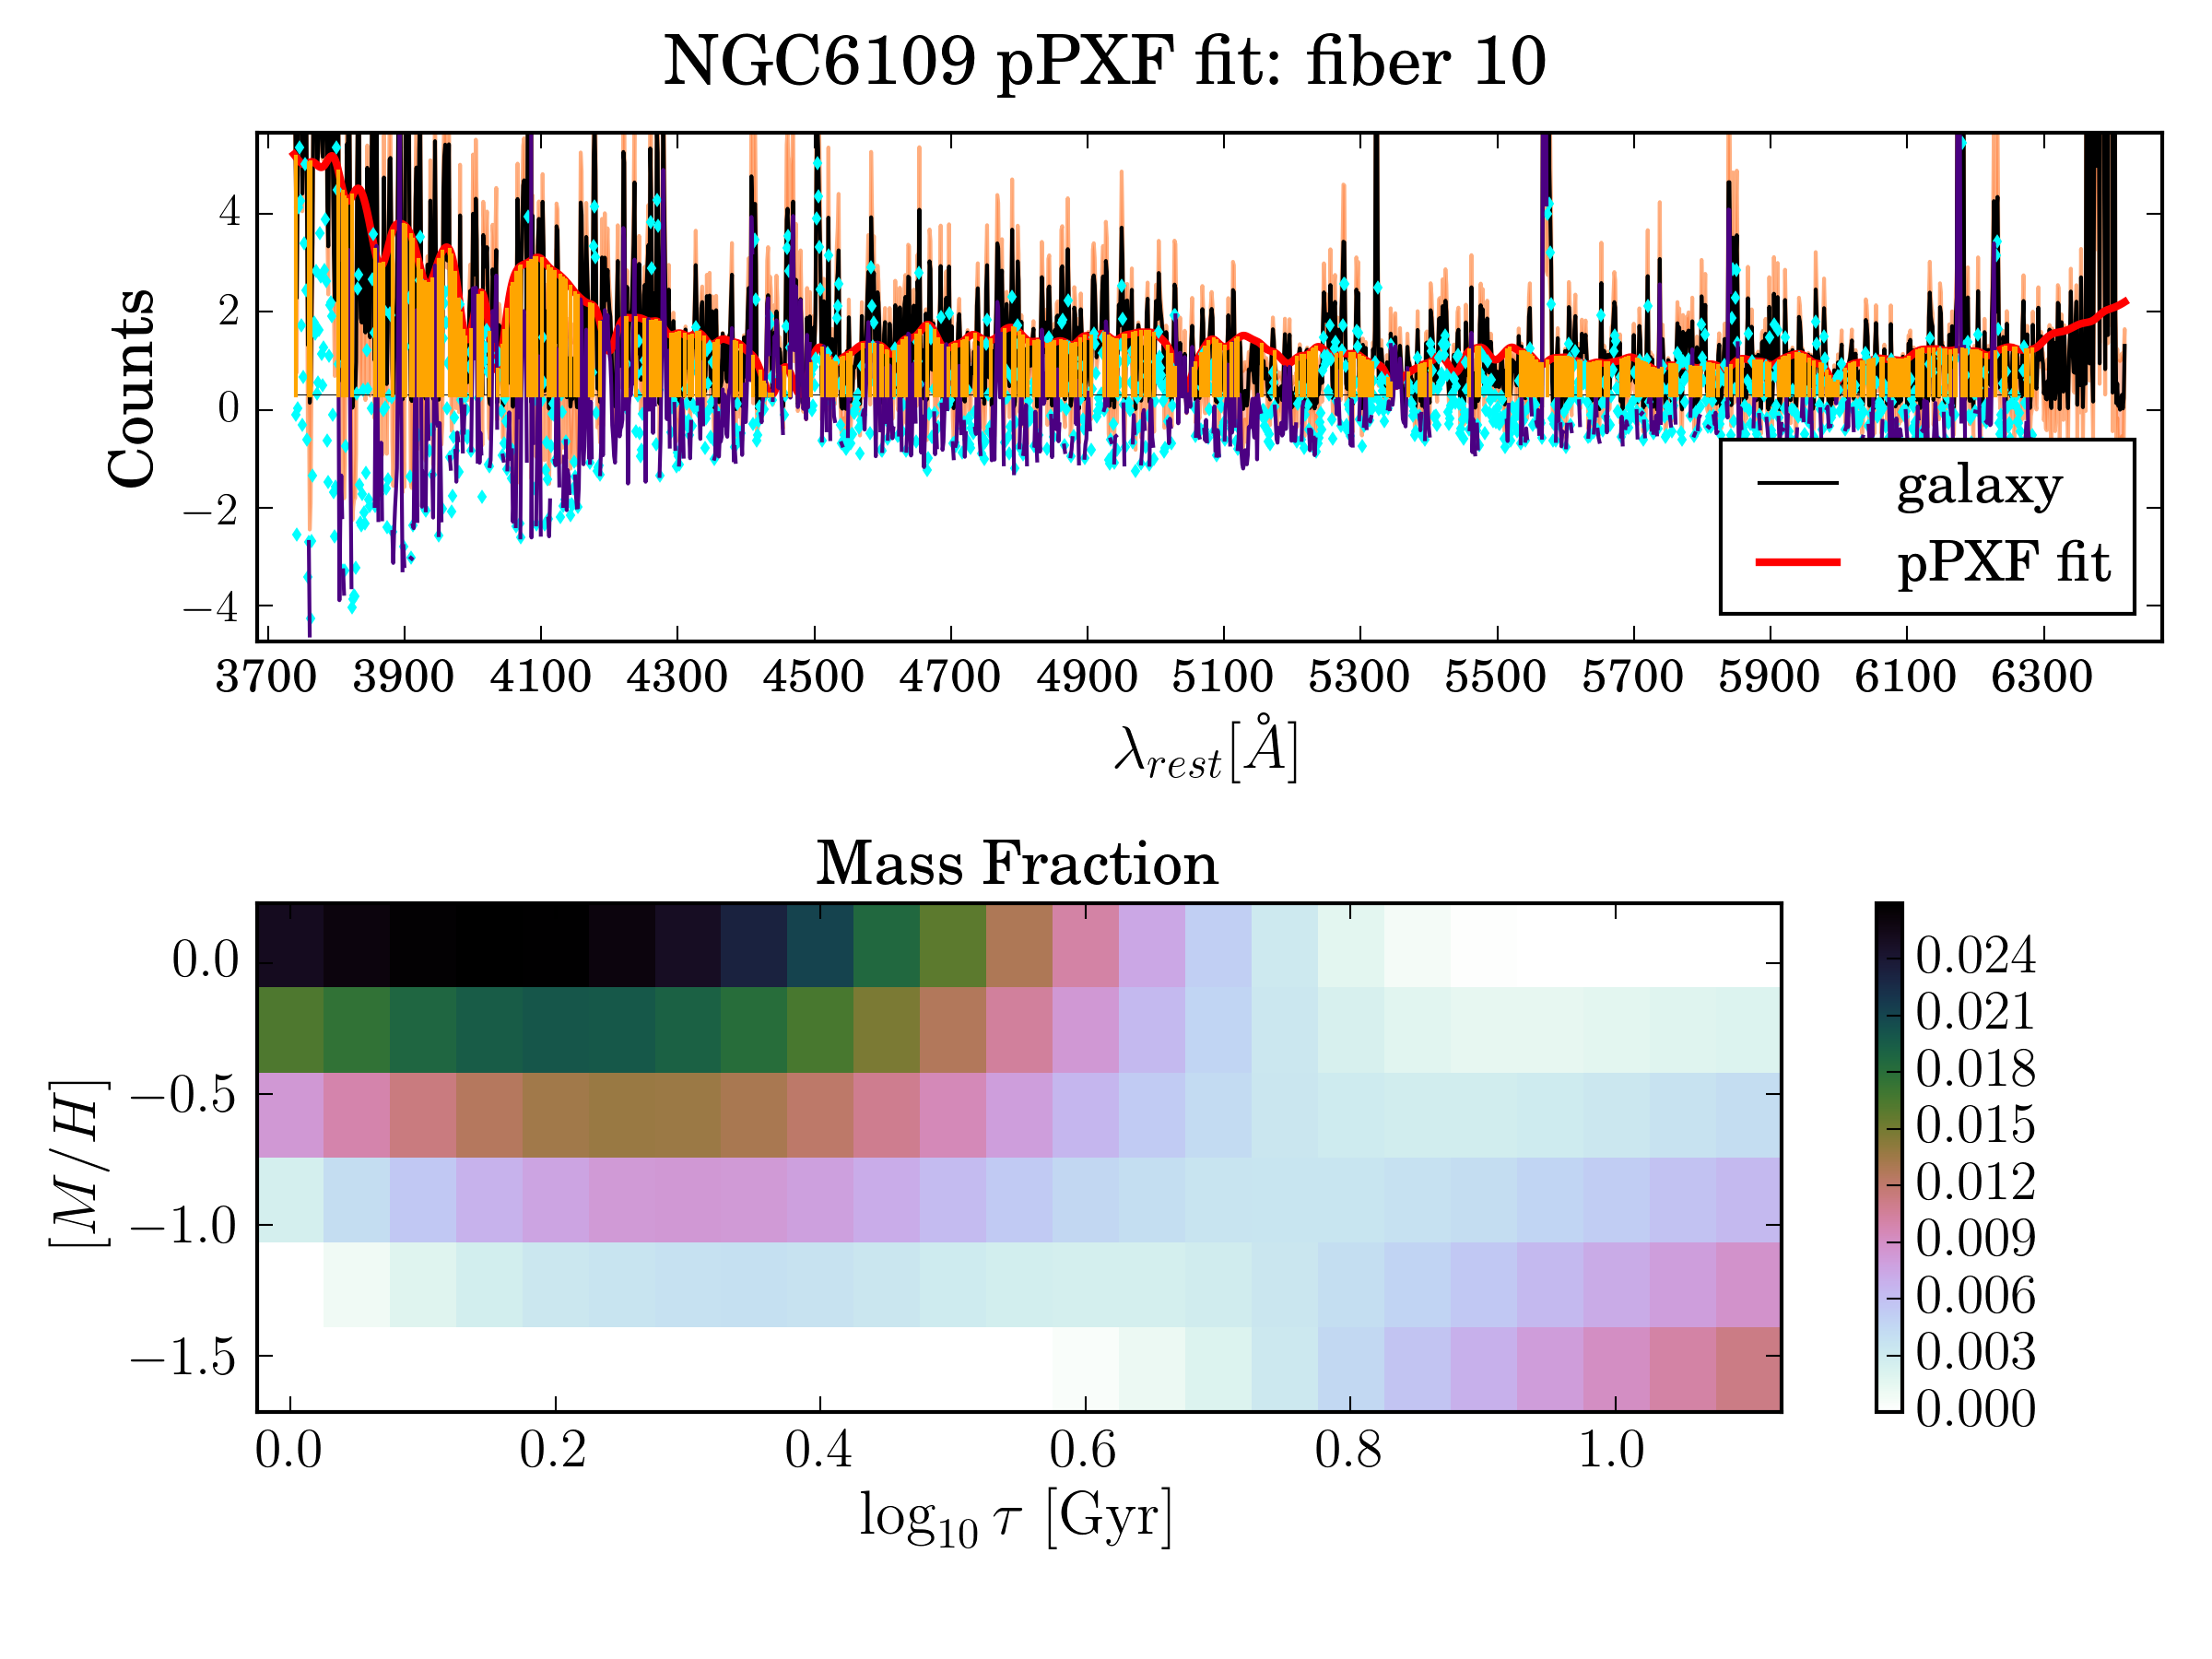 NGC6109 pPXF fit: fiber 10
Counts
4
2
0
−2
−4
galaxy
pPXF fit
3700 3900 4100 4300 4500 4700 4900 5100 5300 5500 5700 5900 6100 6300
λrest[Å]
Mass Fraction
[M/H]
0.0
−0.5
−1.0
−1.5
0.0 0.2 0.4 0.6 0.8 1.0
log10 τ [Gyr]
0.024
0.021
0.018
0.015
0.012
0.009
0.006
0.003
0.000